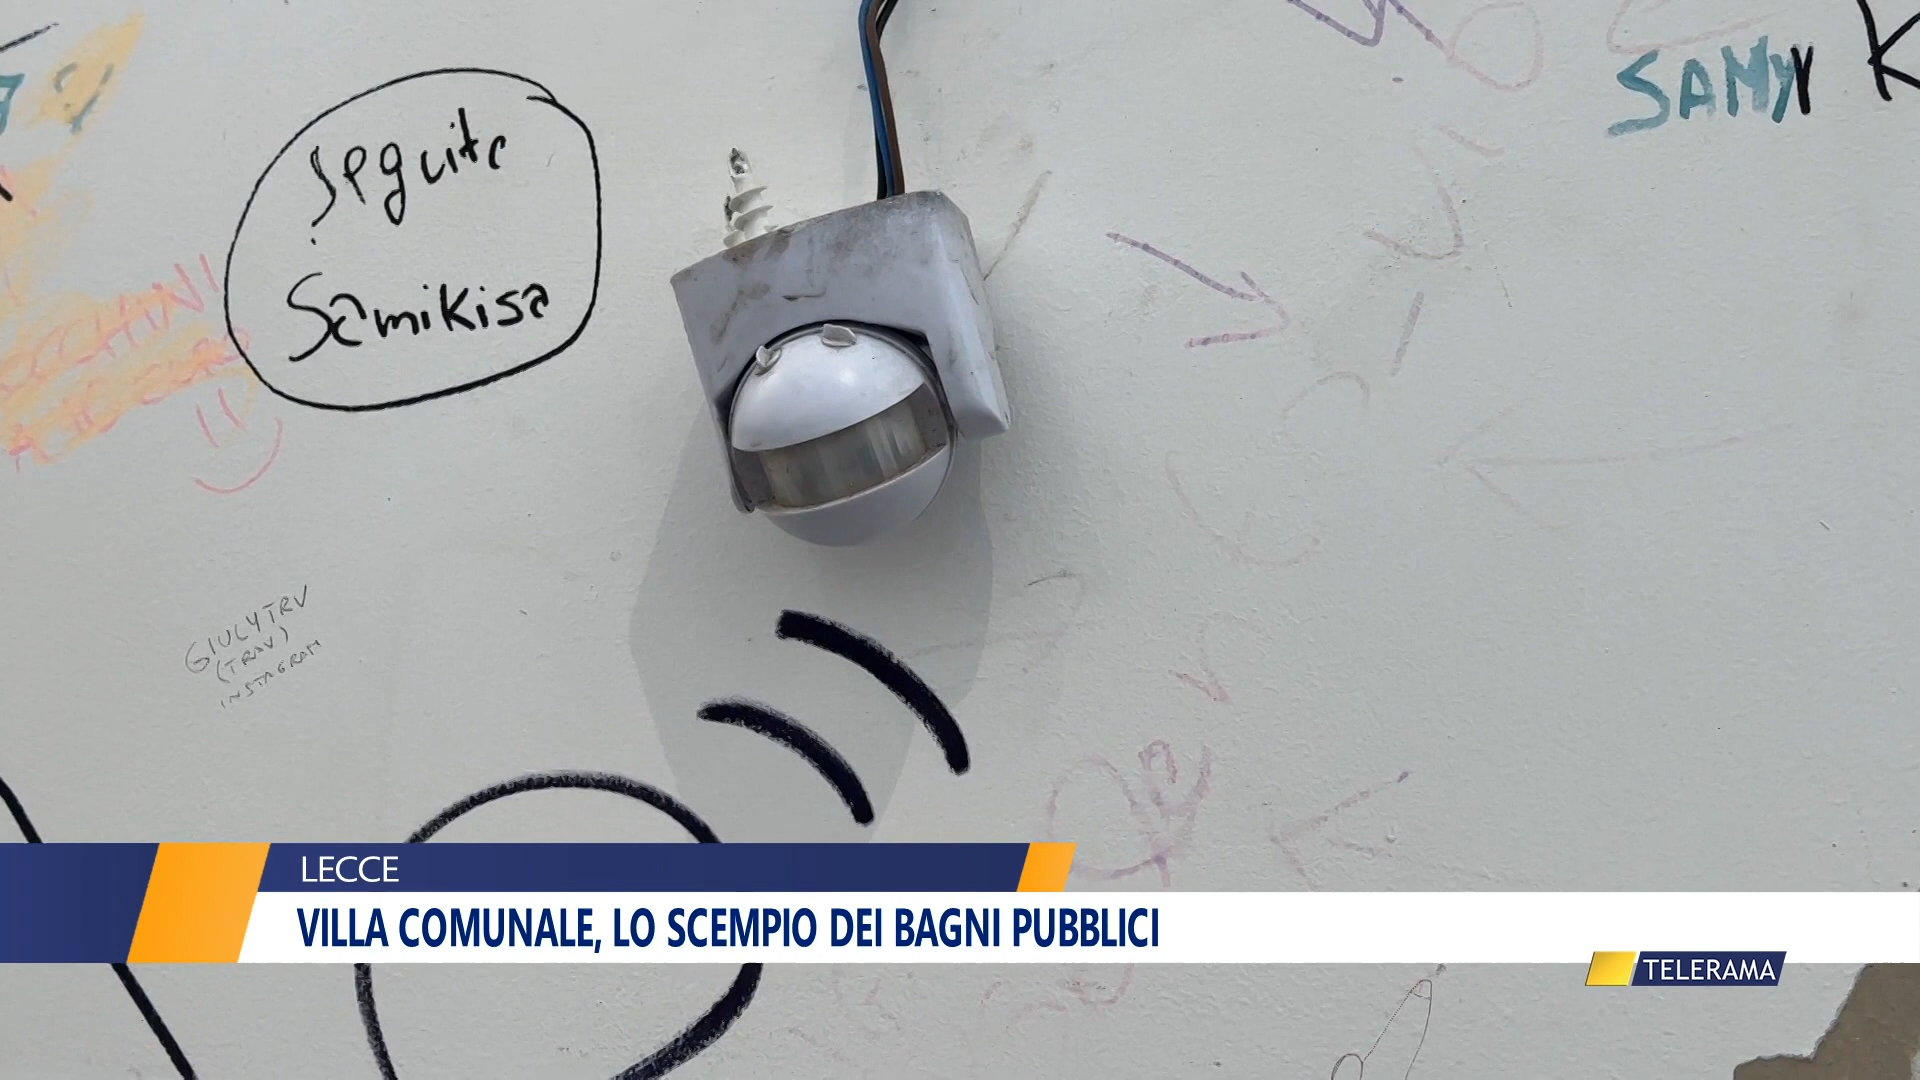 SAMY
K
Seguite
Samikisa
GIULYTRV
(TRAV)
INSTAGRAM
LECCE
VILLA COMUNALE, LO SCEMPIO DEI BAGNI PUBBLICI
TELERAMA